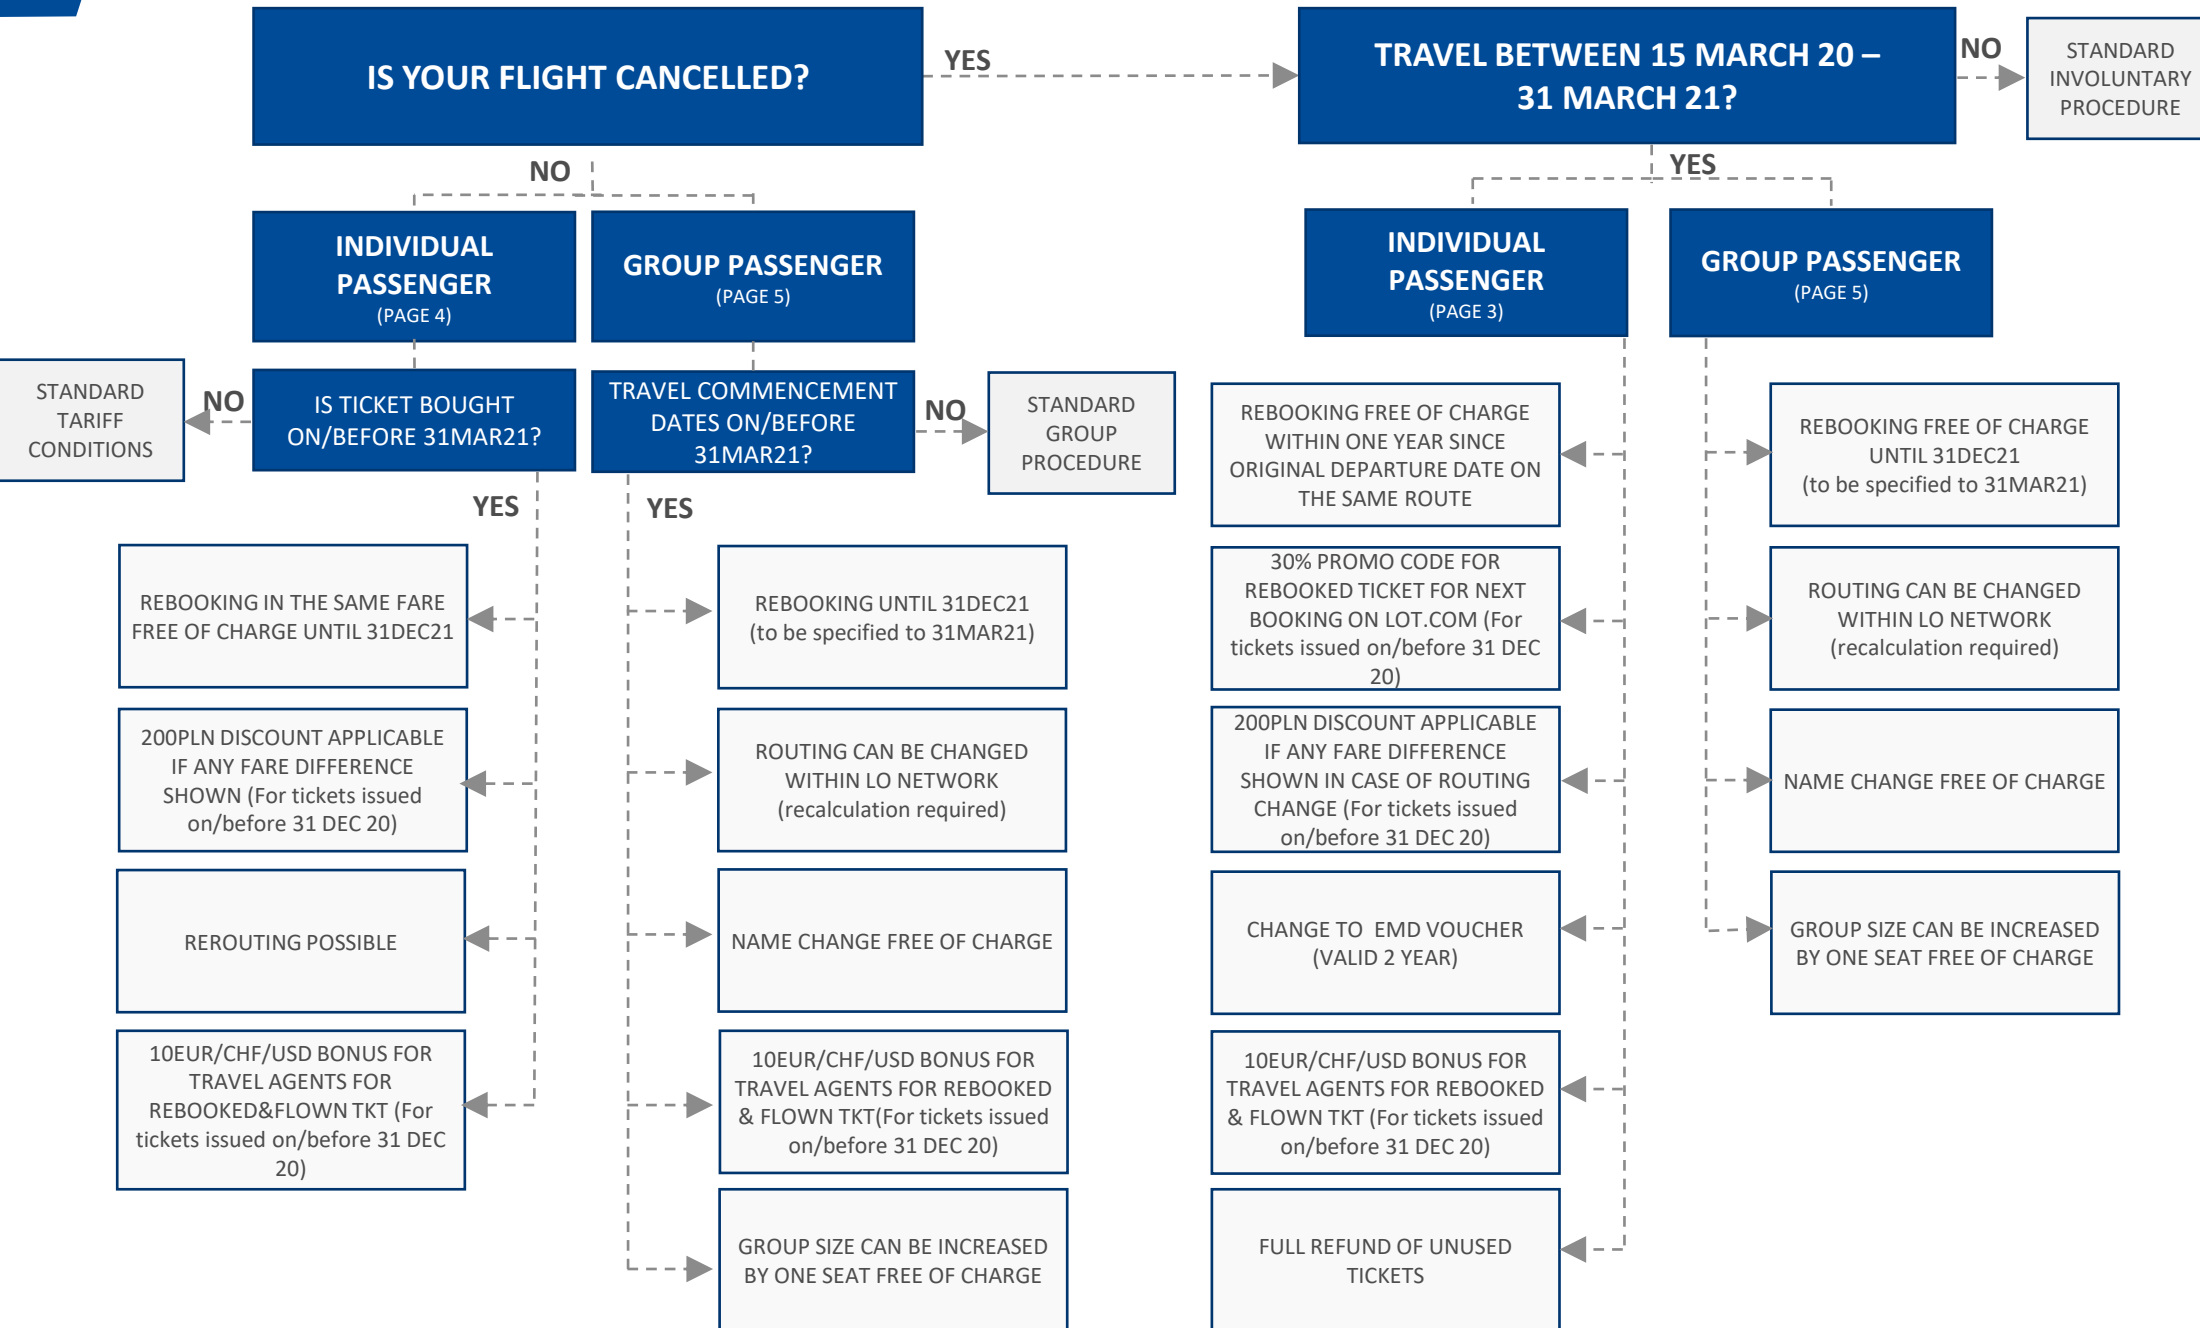 IS YOUR FLIGHT CANCELLED?
YES
TRAVEL BETWEEN 15 MARCH 20 –
31 MARCH 21?
NO
STANDARD
INVOLUNTARY
PROCEDURE
NO
YES
INDIVIDUAL
PASSENGER
(PAGE 4)
GROUP PASSENGER
(PAGE 5)
INDIVIDUAL
PASSENGER
(PAGE 3)
GROUP PASSENGER
(PAGE 5)
STANDARD
TARIFF
CONDITIONS
NO
IS TICKET BOUGHT
ON/BEFORE 31MAR21?
TRAVEL COMMENCEMENT
DATES ON/BEFORE
31MAR21?
NO
STANDARD
GROUP
PROCEDURE
YES
YES
REBOOKING IN THE SAME FARE
FREE OF CHARGE UNTIL 31DEC21
200PLN DISCOUNT APPLICABLE
IF ANY FARE DIFFERENCE
SHOWN (For tickets issued
on/before 31 DEC 20)
REROUTING POSSIBLE
10EUR/CHF/USD BONUS FOR
TRAVEL AGENTS FOR
REBOOKED&FLOWN TKT (For
tickets issued on/before 31 DEC
20)
REBOOKING UNTIL 31DEC21
(to be specified to 31MAR21)
ROUTING CAN BE CHANGED
WITHIN LO NETWORK
(recalculation required)
NAME CHANGE FREE OF CHARGE
10EUR/CHF/USD BONUS FOR
TRAVEL AGENTS FOR REBOOKED
& FLOWN TKT(For tickets issued
on/before 31 DEC 20)
GROUP SIZE CAN BE INCREASED
BY ONE SEAT FREE OF CHARGE
REBOOKING FREE OF CHARGE
WITHIN ONE YEAR SINCE
ORIGINAL DEPARTURE DATE ON
THE SAME ROUTE
30% PROMO CODE FOR
REBOOKED TICKET FOR NEXT
BOOKING ON LOT.COM (For
tickets issued on/before 31 DEC
20)
200PLN DISCOUNT APPLICABLE
IF ANY FARE DIFFERENCE
SHOWN IN CASE OF ROUTING
CHANGE (For tickets issued
on/before 31 DEC 20)
CHANGE TO EMD VOUCHER
(VALID 2 YEAR)
10EUR/CHF/USD BONUS FOR
TRAVEL AGENTS FOR REBOOKED
& FLOWN TKT (For tickets issued
on/before 31 DEC 20)
FULL REFUND OF UNUSED
TICKETS
REBOOKING FREE OF CHARGE
UNTIL 31DEC21
(to be specified to 31MAR21)
ROUTING CAN BE CHANGED
WITHIN LO NETWORK
(recalculation required)
NAME CHANGE FREE OF CHARGE
GROUP SIZE CAN BE INCREASED
BY ONE SEAT FREE OF CHARGE